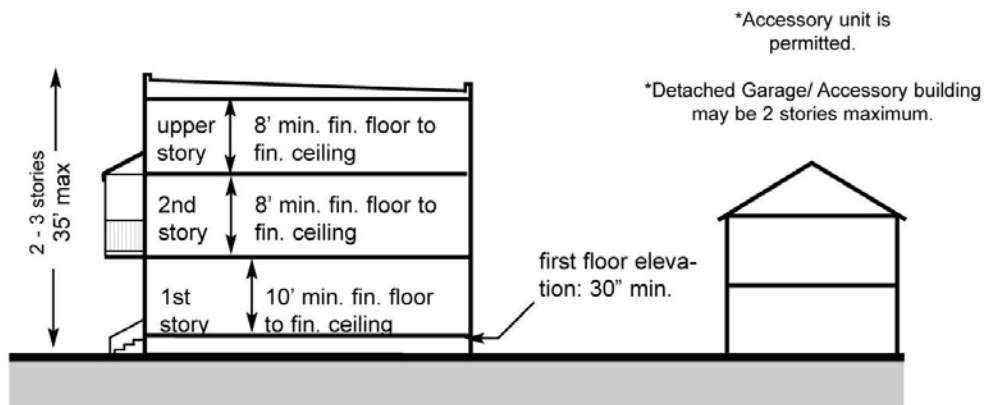 *Accessory unit is
permitted.
*Detached Garage/ Accessory building
may be 2 stories maximum.
2 - 3 stories
35’ max
upper
story
8’ min. fin. floor to
fin. ceiling
2nd
story
8’ min. fin. floor to
fin. ceiling
1st
story
10’ min. fin. floor
to fin. ceiling
first floor eleva-
tion: 30” min.